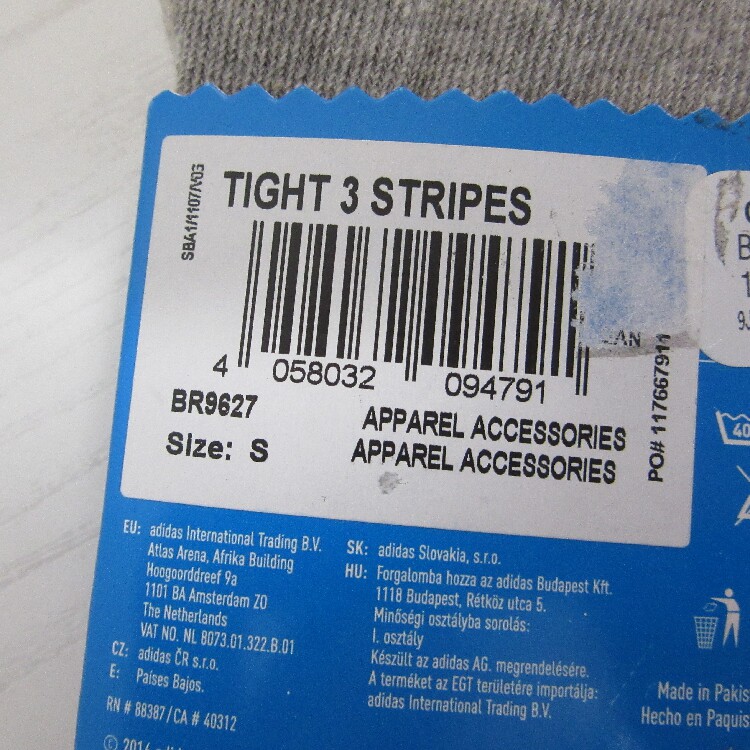 SBA1/1107/V03
TIGHT 3 STRIPES
4 058032 094791
BR9627
Size: S
APPAREL ACCESSORIES
APPAREL ACCESSORIES
PO# 117667911
40
EU: adidas International Trading B.V.
Atlas Arena, Afrika Building
Hoogoorddreef 9a
1101 BA Amsterdam ZO
The Netherlands
VAT NO. NL 8073.01.322.B.01
CZ: adidas ČR s.r.o.
E: Países Bajos.
RN # 88387/CA # 40312
SK: adidas Slovakia, s.r.o.
HU: Forgalomba hozza az adidas Budapest Kft.
1118 Budapest, Rétköz utca 5.
Minőségi osztályba sorolás:
I. osztály
Készült az adidas AG. megrendelésére.
A terméket az EGT területére importálja:
adidas International Trading B.V.
Made in Pakis
Hecho en Paquis